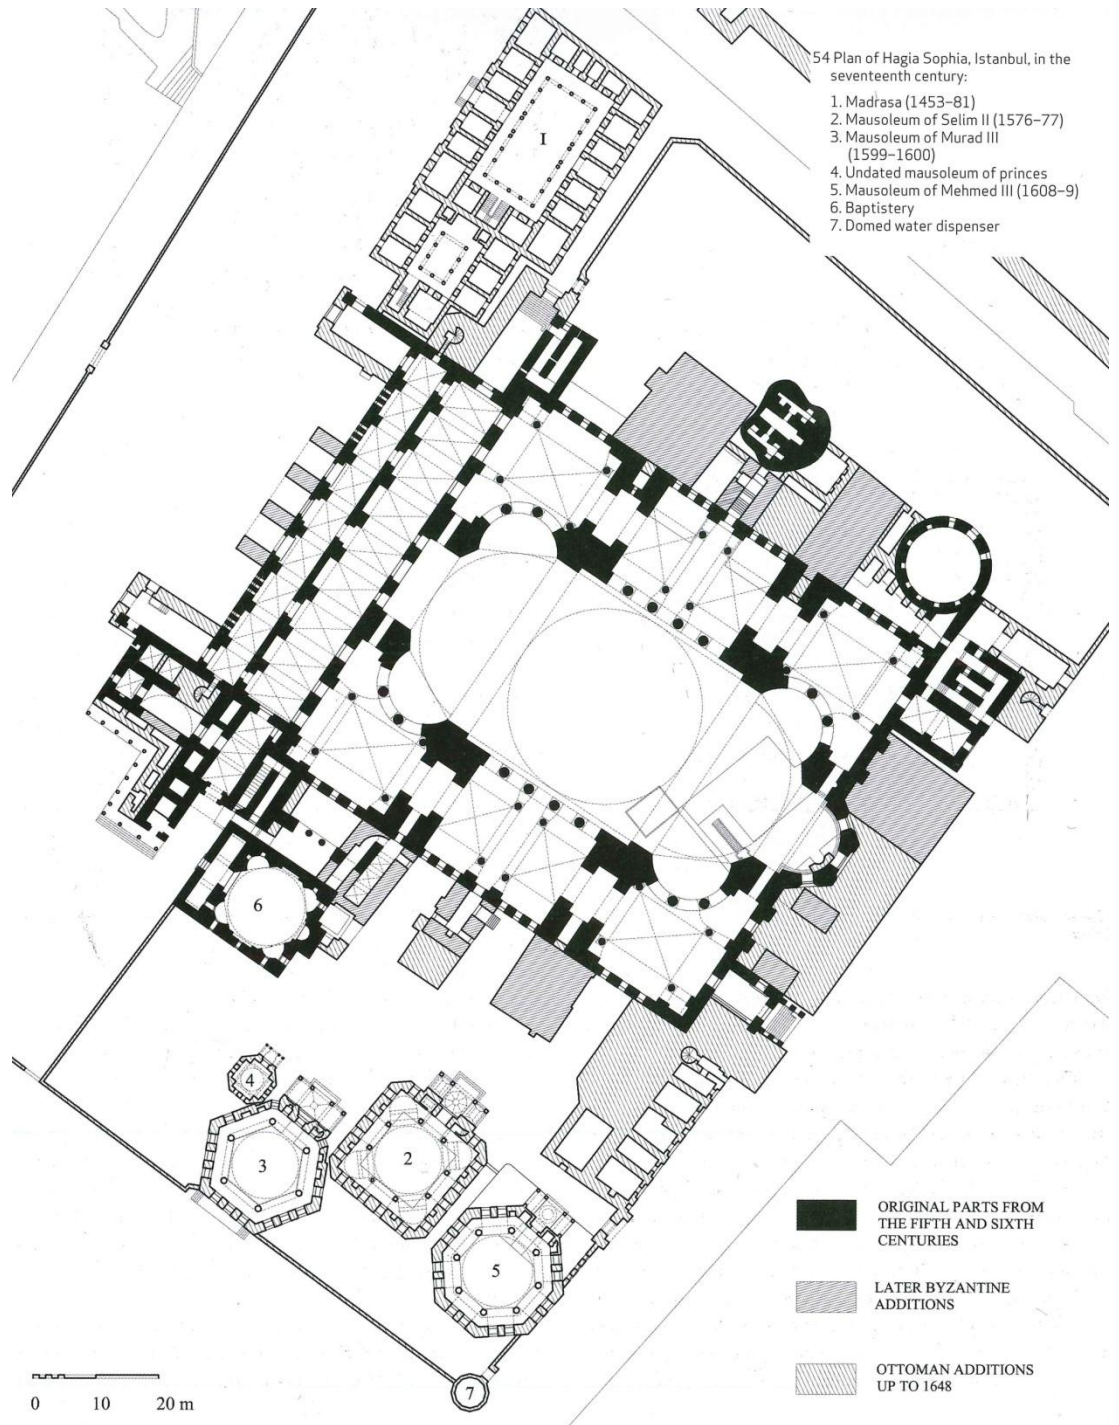 54 Plan of Hagia Sophia, Istanbul, in the
seventeenth century:
1. Madrasa (1453–81)
2. Mausoleum of Selim II (1576–77)
3. Mausoleum of Murad III
(1599–1600)
4. Undated mausoleum of princes
5. Mausoleum of Mehmed III (1608–9)
6. Baptistery
7. Domed water dispenser
1
6
4
3
2
5
7
ORIGINAL PARTS FROM
THE FIFTH AND SIXTH
CENTURIES
LATER BYZANTINE
ADDITIONS
OTTOMAN ADDITIONS
UP TO 1648
0 10 20 m